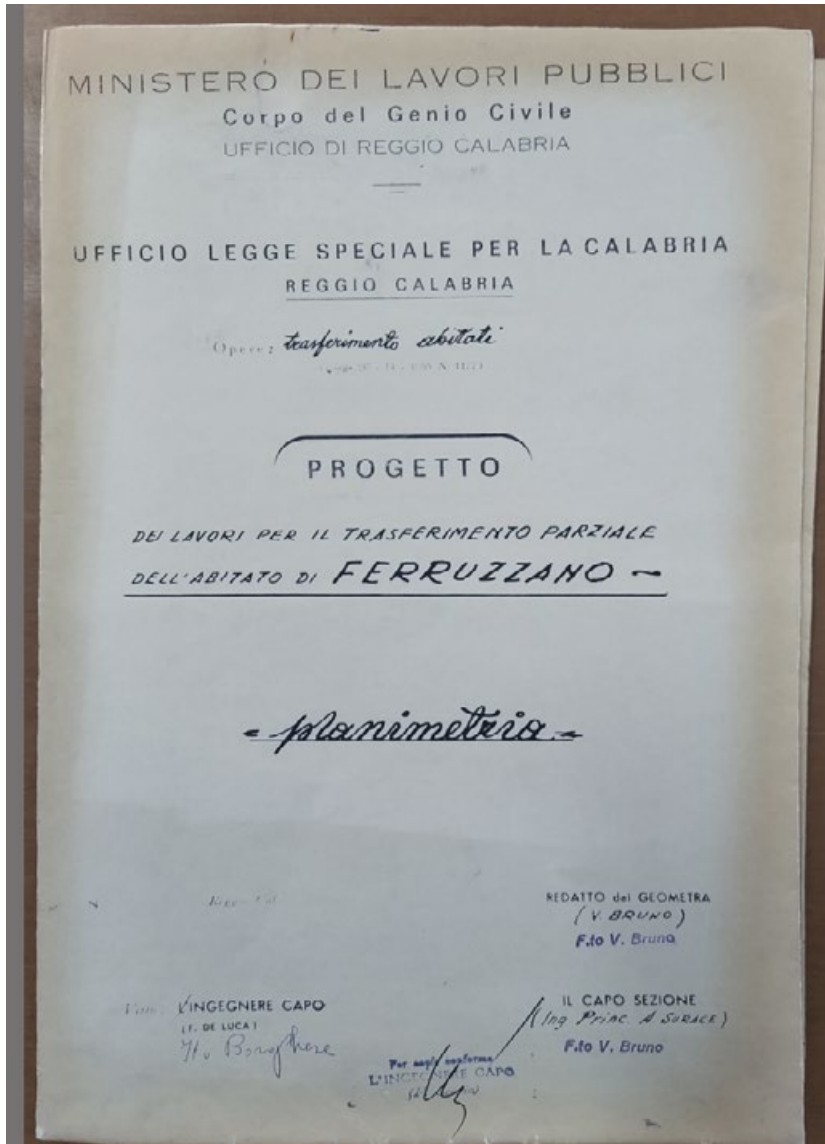 MINISTERO DEI LAVORI PUBBLICI
Corpo del Genio Civile
UFFICIO DI REGGIO CALABRIA
UFFICIO LEGGE SPECIALE PER LA CALABRIA
REGGIO CALABRIA
Opere: trasferimento abitati
PROGETTO
DEI LAVORI PER IL TRASFERIMENTO PARZIALE
DELL'ABITATO DI FERRUZZANO
planimetria
REDATTO dal GEOMETRA
(V. BRUNO)
F.to V. Bruno
Visto: L'INGEGNERE CAPO
(F. DE LUCA)
Borghese
IL CAPO SEZIONE
(Ing. Princ. A SORACE)
F.to V. Bruno
Per copia conforme
L'INGEGNERE CAPO